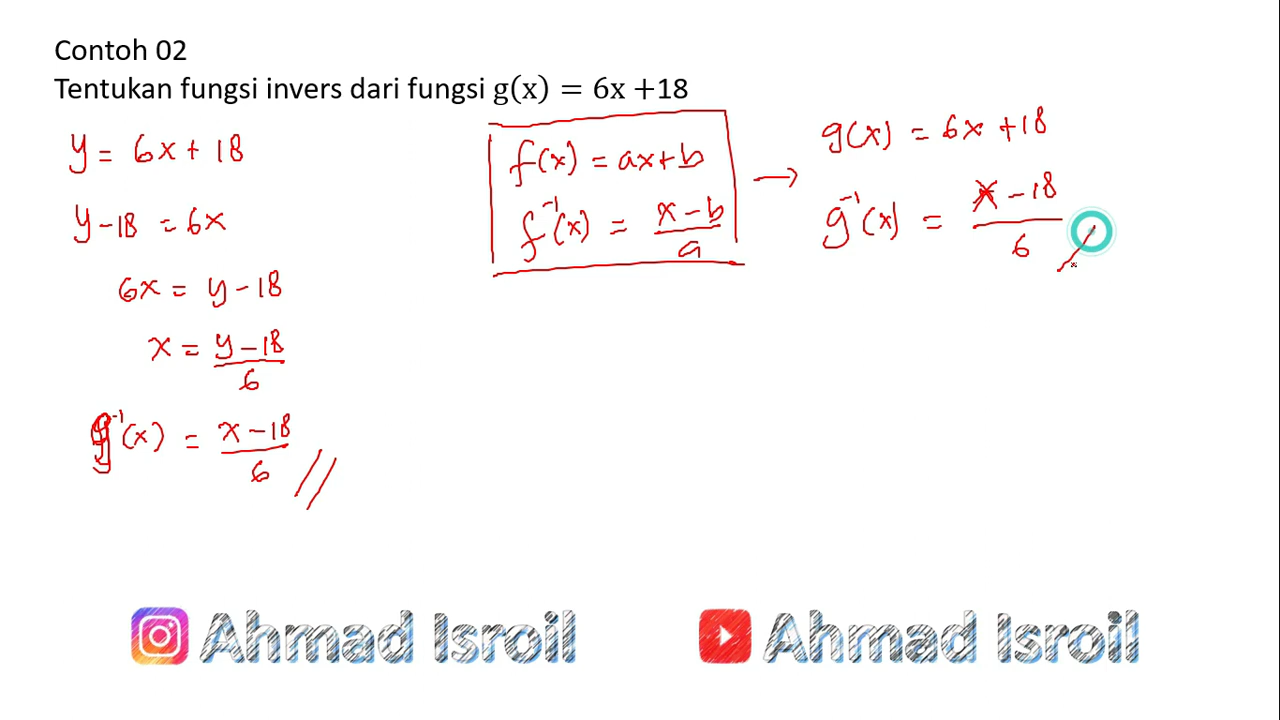 Contoh 02
Tentukan fungsi invers dari fungsi g(x) = 6x +18
y = 6x + 18
y - 18 = 6x
6x = y - 18
x = y - 18
6
g⁻¹(x) = x - 18
6
f(x) = ax+b
f⁻¹(x) = x - b
a
→
g(x) = 6x + 18
g⁻¹(x) = x - 18
6
Ahmad Isroil
Ahmad Isroil